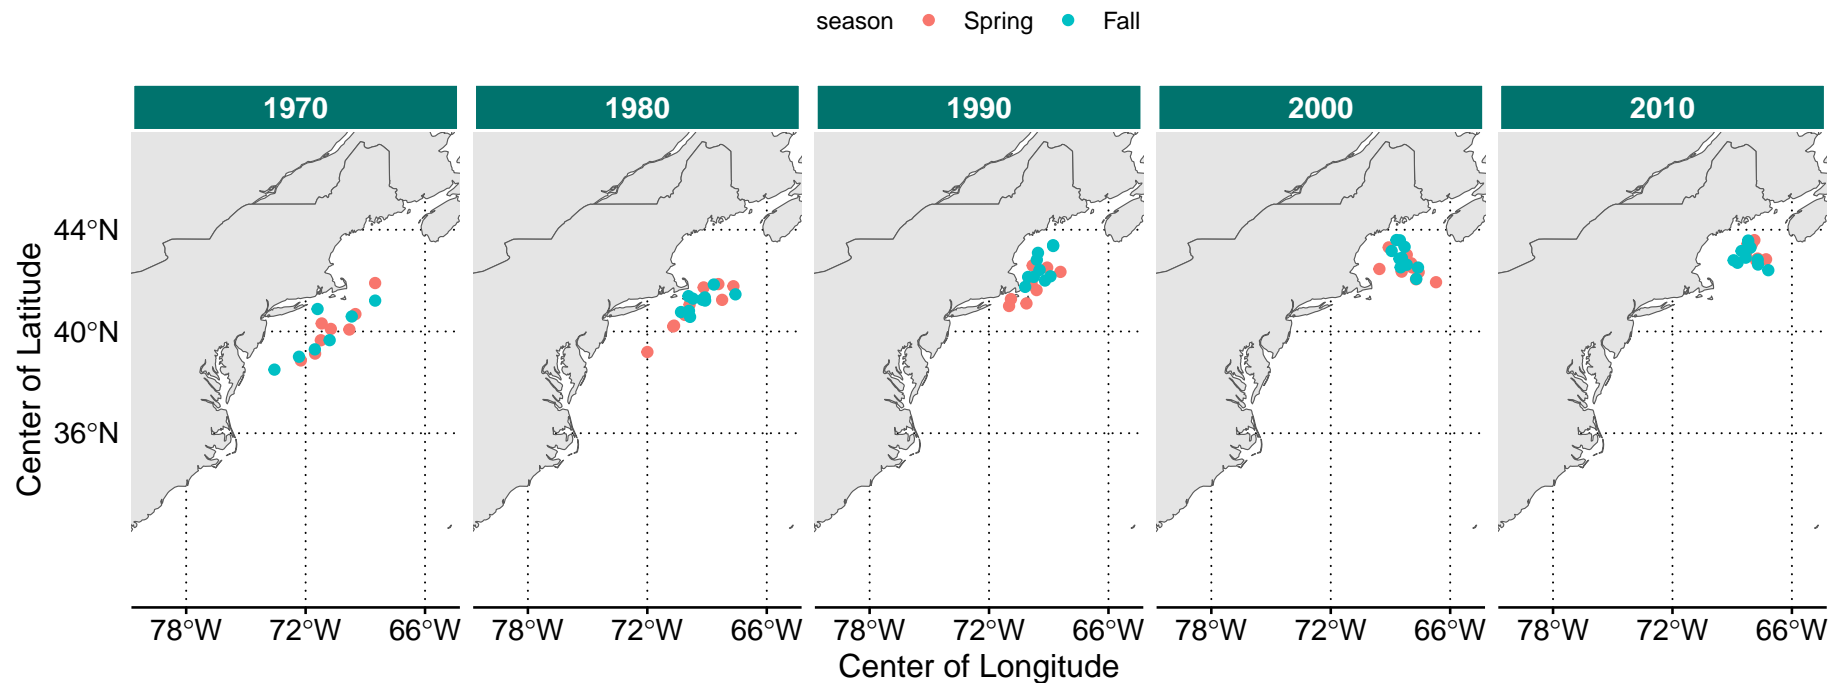 season Spring Fall
1970 1980 1990 2000 2010
44°N
40°N
36°N
Center of Latitude
78°W 72°W 66°W 78°W 72°W 66°W 78°W 72°W 66°W 78°W 72°W 66°W 78°W 72°W 66°W
Center of Longitude